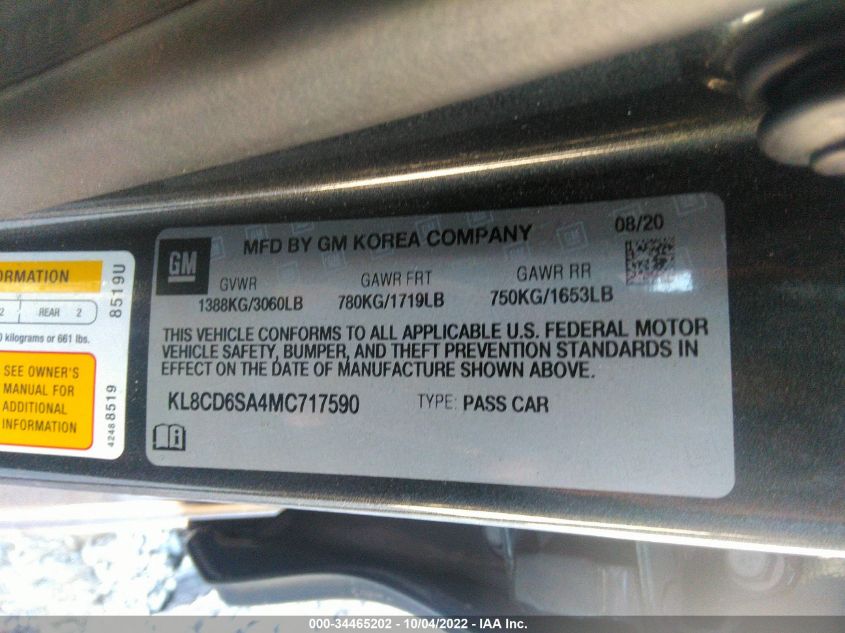 MFD BY GM KOREA COMPANY 08/20
GM
GVWR GAWR FRT GAWR RR
1388KG/3060LB 780KG/1719LB 750KG/1653LB
THIS VEHICLE CONFORMS TO ALL APPLICABLE U.S. FEDERAL MOTOR
VEHICLE SAFETY, BUMPER, AND THEFT PREVENTION STANDARDS IN
EFFECT ON THE DATE OF MANUFACTURE SHOWN ABOVE.
KL8CD6SA4MC717590 TYPE: PASS CAR
2 REAR 2
kilograms or 661 lbs.
SEE OWNER'S
MANUAL FOR
ADDITIONAL
INFORMATION
8519U
42488519
000-34465202 - 10/04/2022 - IAA Inc.